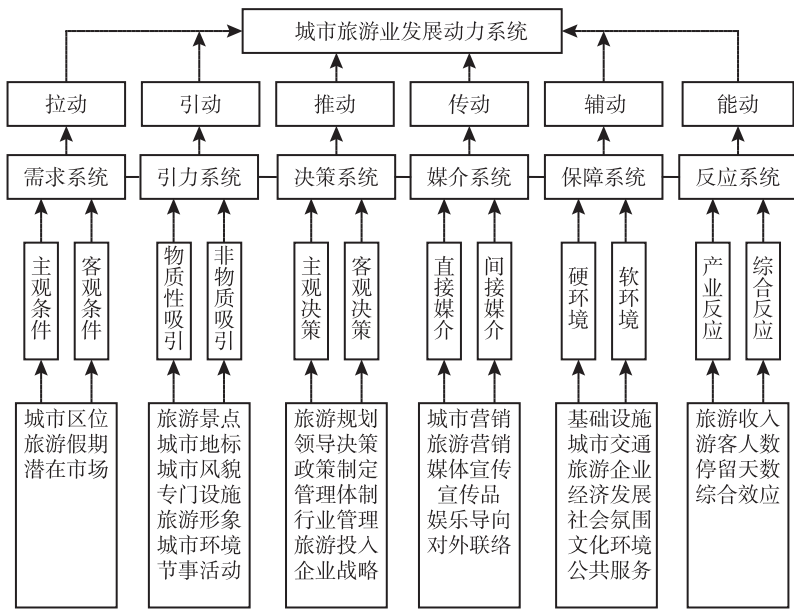 城市旅游业发展动力系统
拉动
引动
推动
传动
辅动
能动
需求系统
引力系统
决策系统
媒介系统
保障系统
反应系统
主观条件
客观条件
物质性吸引
非物质吸引
主观决策
客观决策
直接媒介
间接媒介
硬环境
软环境
产业反应
综合反应
城市区位
旅游假期
潜在市场
旅游景点
城市地标
城市风貌
专门设施
旅游形象
城市环境
节事活动
旅游规划
领导决策
政策制定
管理体制
行业管理
旅游投入
企业战略
城市营销
旅游营销
媒体宣传
宣传品
娱乐导向
对外联络
基础设施
城市交通
旅游企业
经济发展
社会氛围
文化环境
公共服务
旅游收入
游客人数
停留天数
综合效应